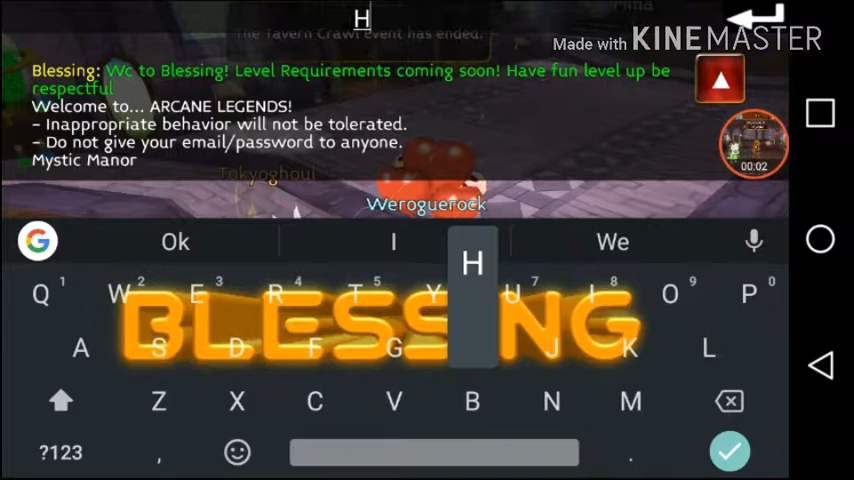 H
The Tavern Crawl Event has ended.
Made with KINEMASTER
Blessing: Wc to Blessing! Level Requirements coming soon! Have fun level up be
respectful
Welcome to... ARCANE LEGENDS!
- Inappropriate behavior will not be tolerated.
- Do not give your email/password to anyone.
Mystic Manor
00:02
Tokyoghoul
Weroguerock
G Ok I We
H
Q 1 W 2 E 3 R 4 T 5 Y U 7 I 8 O 9 P 0
BLESSING
A S D F G J K L
Z X C V B N M
?123 , .